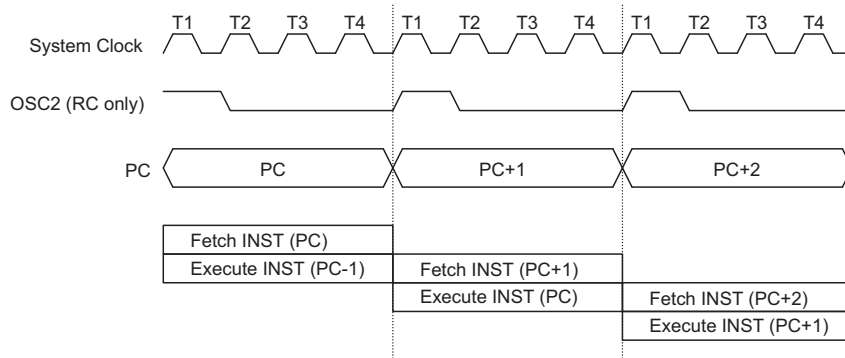 T1 T2 T3 T4 T1 T2 T3 T4 T1 T2 T3 T4
System Clock
OSC2 (RC only)
PC PC PC+1 PC+2
Fetch INST (PC)
Execute INST (PC-1) Fetch INST (PC+1)
Execute INST (PC) Fetch INST (PC+2)
Execute INST (PC+1)